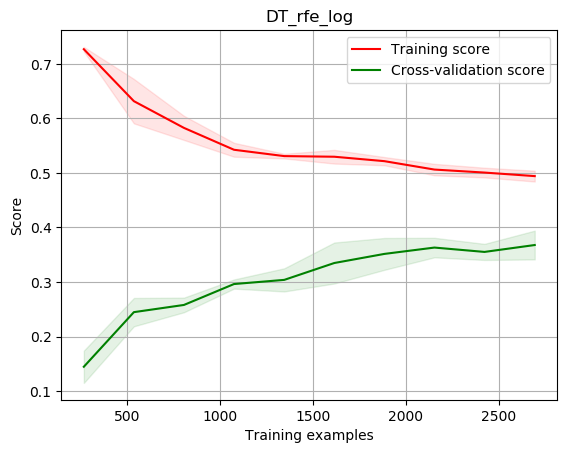 DT_rfe_log
Training score
Cross-validation score
0.7
0.6
0.5
0.4
0.3
0.2
0.1
Score
500 1000 1500 2000 2500
Training examples